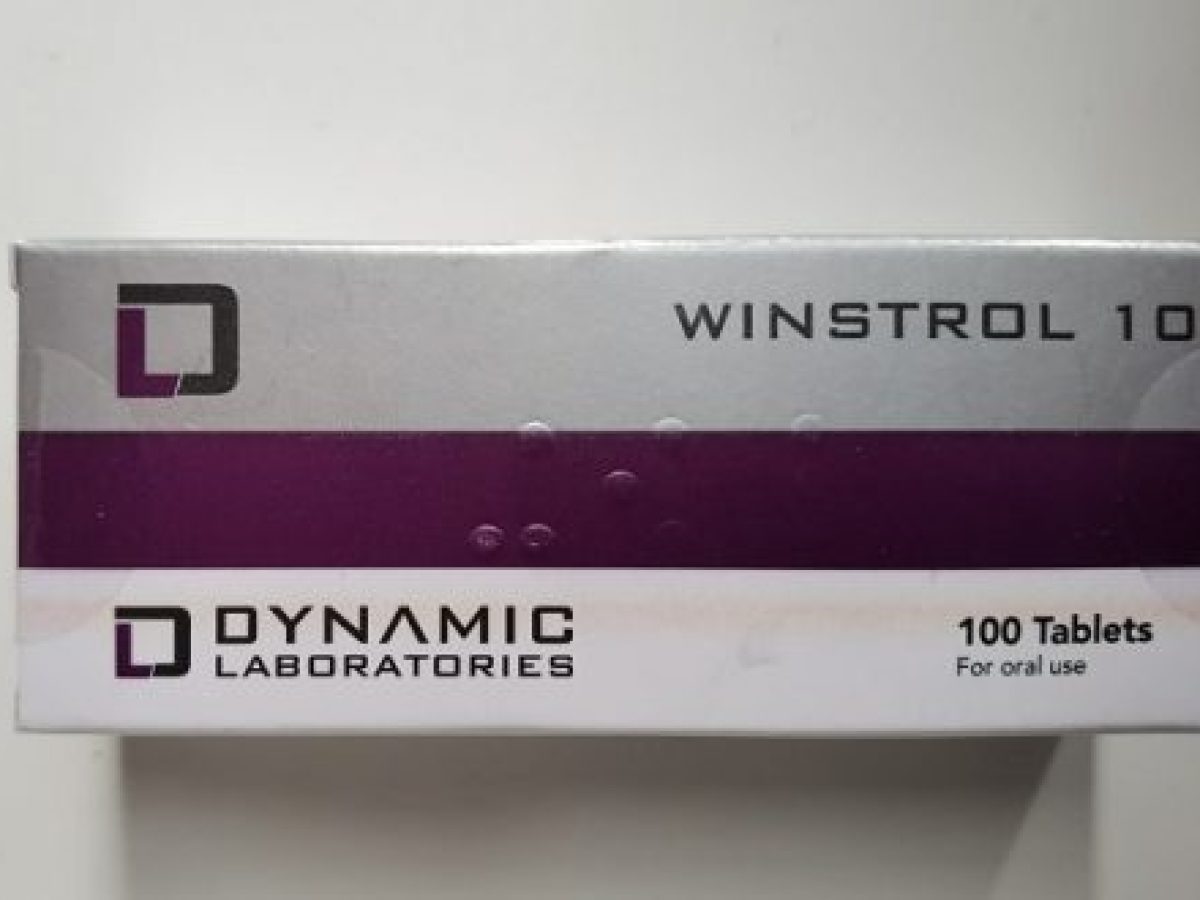 WINSTROL 10
DYNAMIC
LABORATORIES
100 Tablets
For oral use